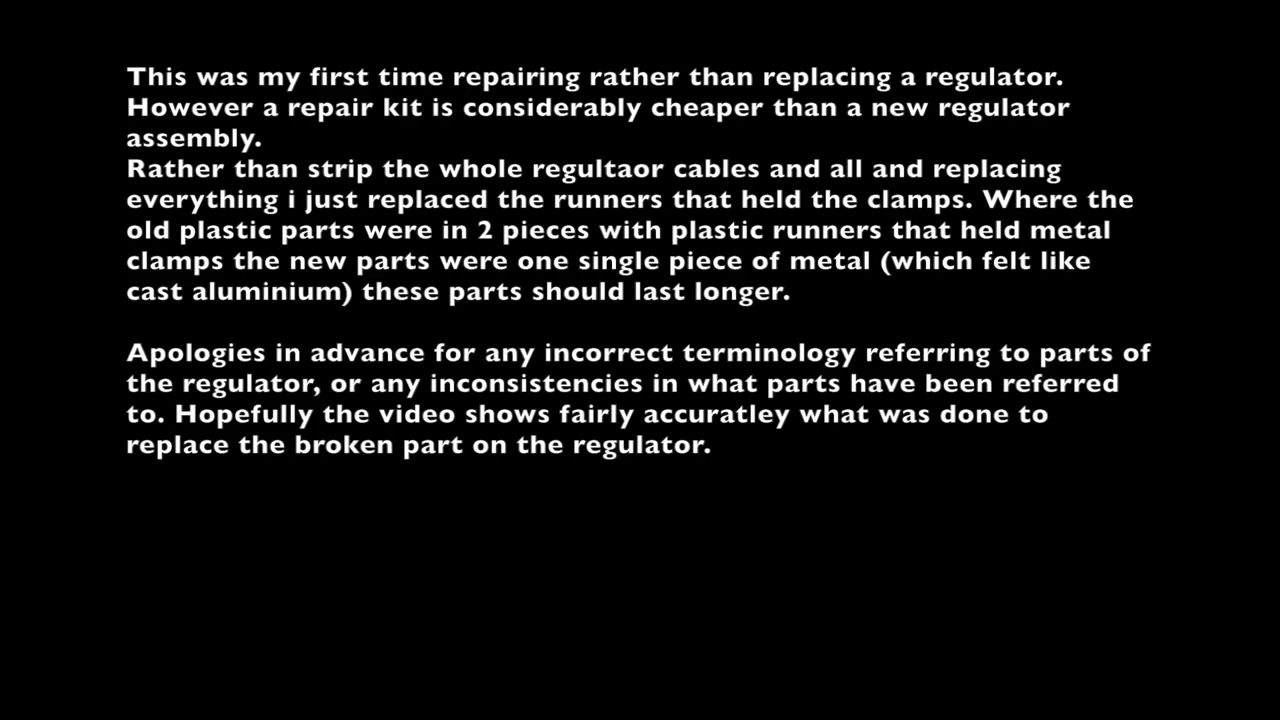 This was my first time repairing rather than replacing a regulator.
However a repair kit is considerably cheaper than a new regulator
assembly.
Rather than strip the whole regultaor cables and all and replacing
everything i just replaced the runners that held the clamps. Where the
old plastic parts were in 2 pieces with plastic runners that held metal
clamps the new parts were one single piece of metal (which felt like
cast aluminium) these parts should last longer.
Apologies in advance for any incorrect terminology referring to parts of
the regulator, or any inconsistencies in what parts have been referred
to. Hopefully the video shows fairly accuratley what was done to
replace the broken part on the regulator.